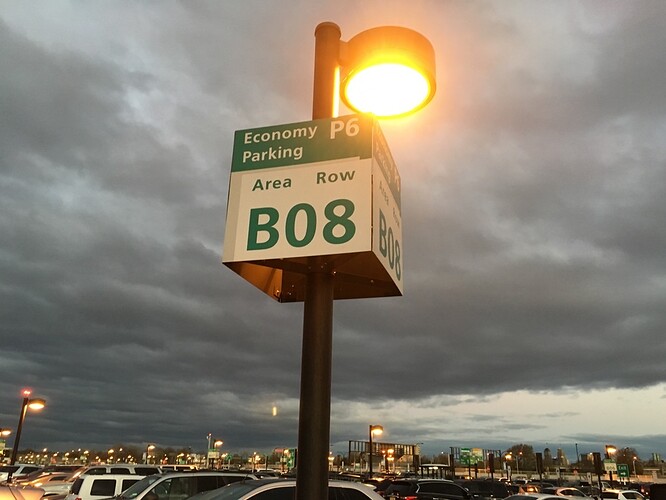 Economy P6
Parking
Area Row
B08
B08